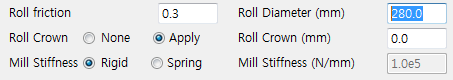 Roll friction 0.3 Roll Diameter (mm) 280.0
Roll Crown None Apply Roll Crown (mm) 0.0
Mill Stiffness Rigid Spring Mill Stiffness (N/mm) 1.0e5